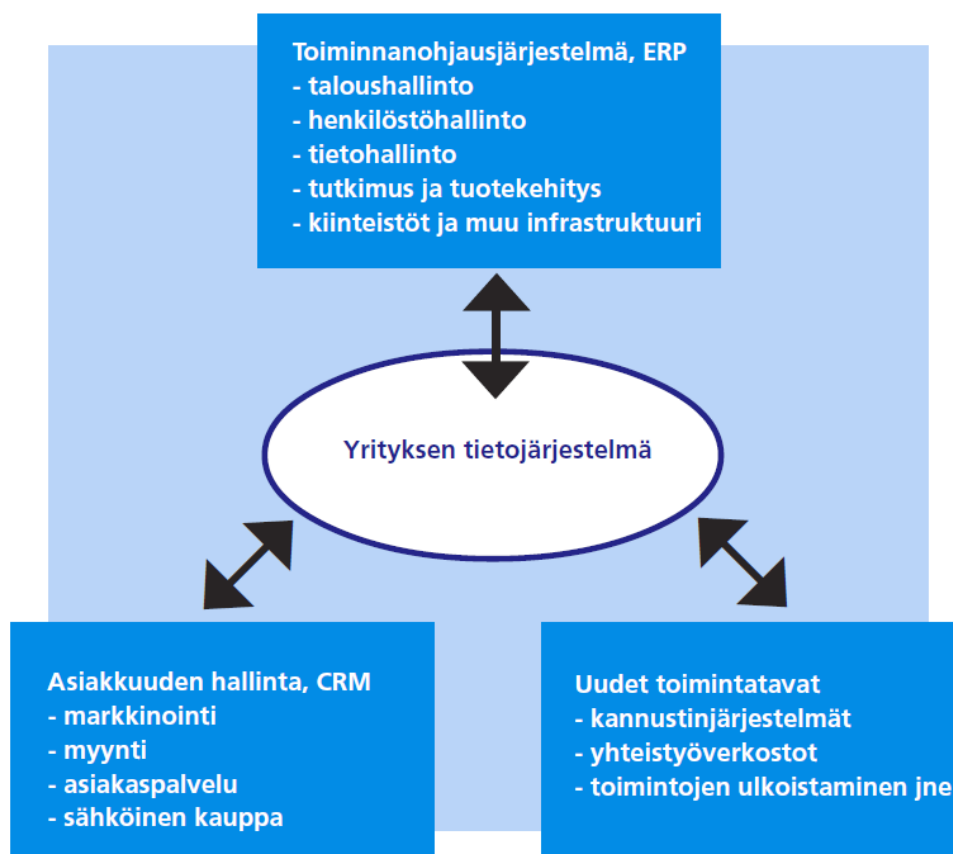 Toiminnanohjausjärjestelmä, ERP
- taloushallinto
- henkilöstöhallinto
- tietohallinto
- tutkimus ja tuotekehitys
- kiinteistöt ja muu infrastruktuuri
Yrityksen tietojärjestelmä
Asiakkuuden hallinta, CRM
- markkinointi
- myynti
- asiakaspalvelu
- sähköinen kauppa
Uudet toimintatavat
- kannustinjärjestelmät
- yhteistyöverkostot
- toimintojen ulkoistaminen jne